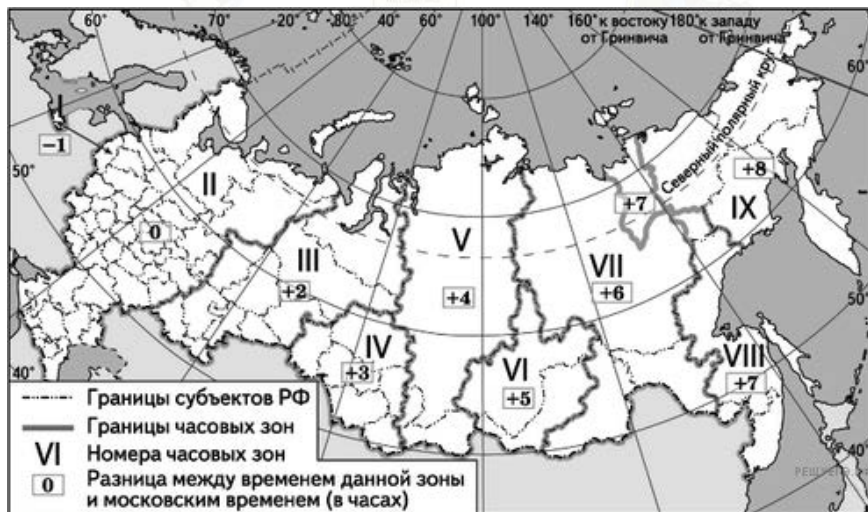 60° 70° 20° 30° 40° 60° 80° 100° 120° 140° 160° к востоку от Гринвича 180° к западу от Гринвича
60°
50°
40°
50°
40°
Северный полярный круг
I
−1
II
0
III
+2
IV
+3
V
+4
VI
+5
VII
+6
+7
VIII
+7
IX
+8
Границы субъектов РФ
Границы часовых зон
VI Номера часовых зон
0 Разница между временем данной зоны
и московским временем (в часах)